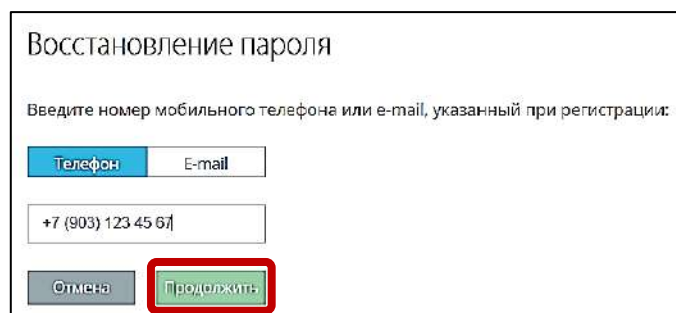 Восстановление пароля
Введите номер мобильного телефона или e-mail, указанный при регистрации:
Телефон E-mail
+7 (903) 123 45 67
Отмена Продолжить